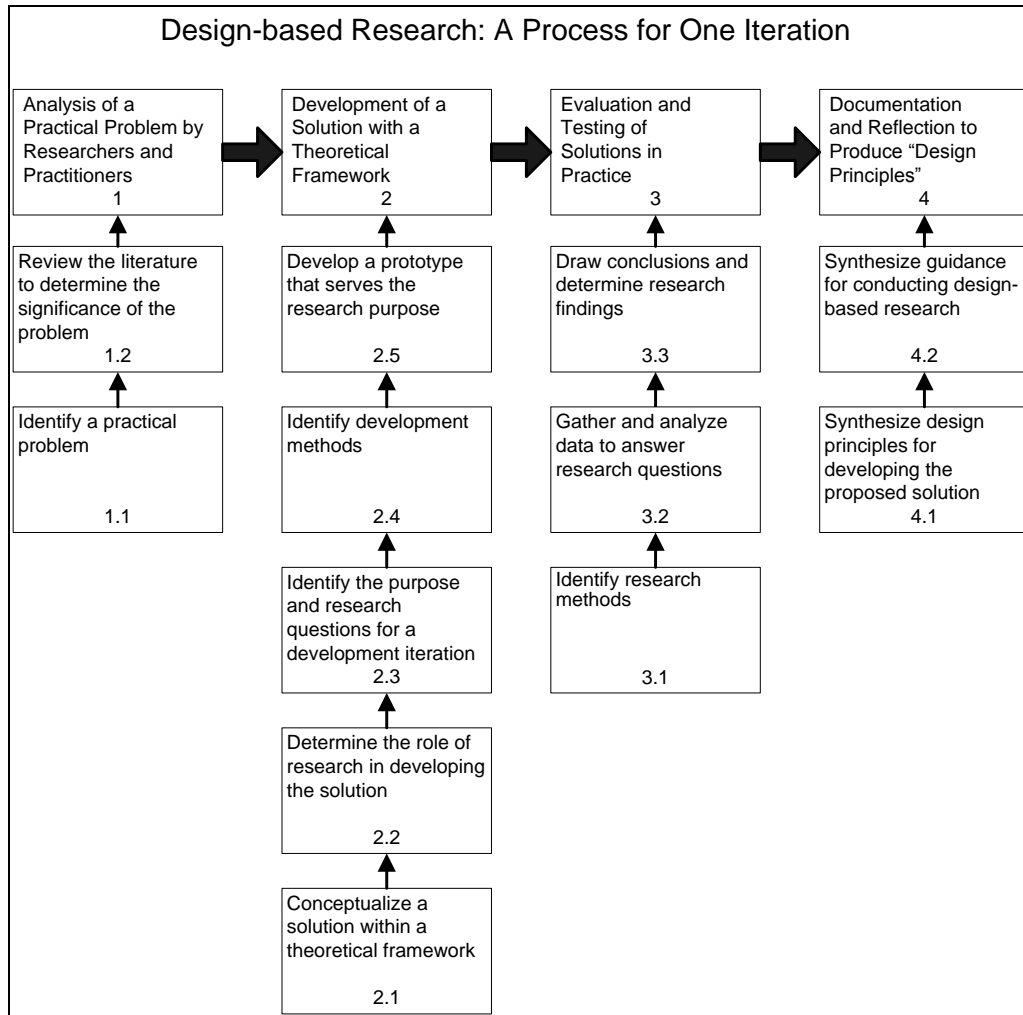 Design-based Research: A Process for One Iteration
Analysis of a
Practical Problem by
Researchers and
Practitioners
1
Development of a
Solution with a
Theoretical
Framework
2
Evaluation and
Testing of
Solutions in
Practice
3
Documentation
and Reflection to
Produce “Design
Principles”
4
Review the literature
to determine the
significance of the
problem
1.2
Develop a prototype
that serves the
research purpose
2.5
Draw conclusions and
determine research
findings
3.3
Synthesize guidance
for conducting design-
based research
4.2
Identify a practical
problem
1.1
Identify development
methods
2.4
Gather and analyze
data to answer
research questions
3.2
Synthesize design
principles for
developing the
proposed solution
4.1
Identify the purpose
and research
questions for a
development iteration
2.3
Identify research
methods
3.1
Determine the role of
research in developing
the solution
2.2
Conceptualize a
solution within a
theoretical framework
2.1